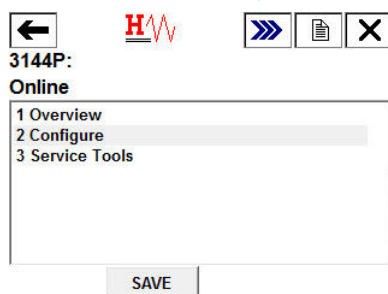 H
3144P:
Online
1 Overview
2 Configure
3 Service Tools
SAVE